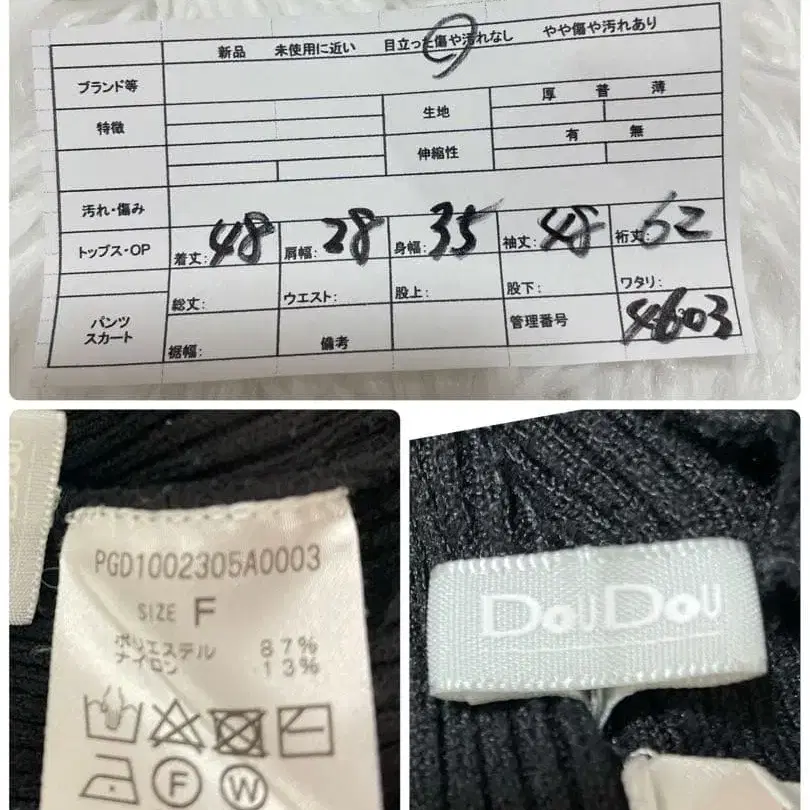 新品 未使用に近い 目立った傷や汚れなし やや傷や汚れあり
ブランド等
特徴 生地 厚 普 薄
伸縮性 有 無
汚れ・傷み
トップス・OP 着丈:48 肩幅:28 身幅:35 袖丈:48 裄丈:62
パンツ
スカート
総丈: ウエスト: 股上: 股下: ワタリ:
裾幅: 備考 管理番号 4603
PGD1002305A0003
SIZE F
ポリエステル 87%
ナイロン 13%
F W
DOUDOU